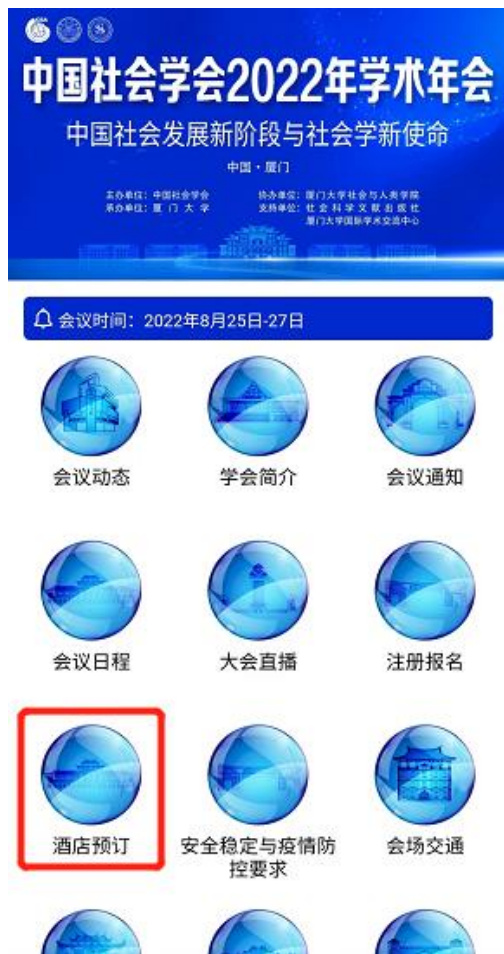 中国社会学会2022年学术年会
中国社会发展新阶段与社会学新使命
中国·厦门
主办单位：中国社会学会 协办单位：厦门大学社会与人类学院
承办单位：厦门大学 支持单位：社会科学文献出版社
厦门大学国际学术交流中心
会议时间：2022年8月25日-27日
会议动态 学会简介 会议通知
会议日程 大会直播 注册报名
酒店预订 安全稳定与疫情防 会场交通
控要求